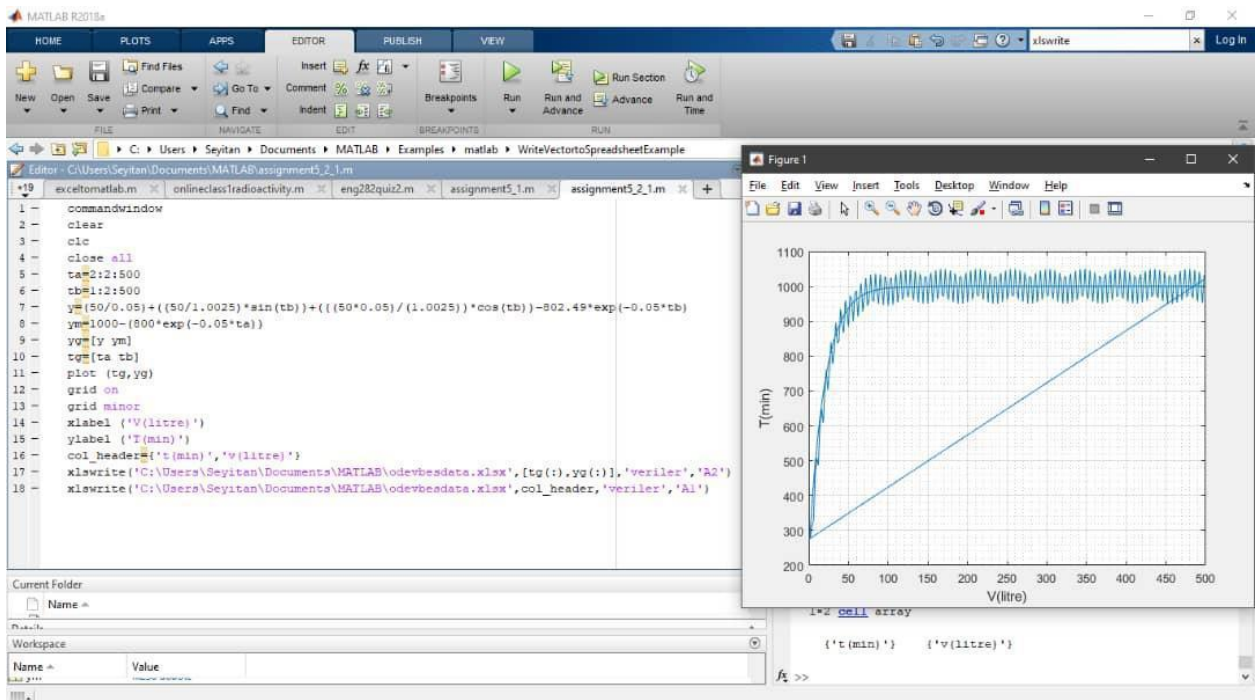 MATLAB R2018a
HOME PLOTS APPS EDITOR PUBLISH VIEW xlswrite Log In
Find Files Insert fx
Compare Go To Comment Run Section
New Open Save Print Find Indent Breakpoints Run Run and Advance Advance Run and Time
FILE NAVIGATE EDIT BREAKPOINTS RUN
C: Users Seyitan Documents MATLAB Examples matlab WriteVectortoSpreadsheetExample
Editor - C:\Users\Seyitan\Documents\MATLAB\assignment5_2_1.m
+19 exceltomatlab.m onlineclass1radioactivity.m eng282quiz2.m assignment5_1.m assignment5_2_1.m +
1 - commandwindow
2 - clear
3 - clc
4 - close all
5 - ta=2:2:500
6 - tb=1:2:500
7 - y=(50/0.05)+((50/1.0025)*sin(tb))+(((50*0.05)/(1.0025))*cos(tb))-802.49*exp(-0.05*tb)
8 - ym=1000-(800*exp(-0.05*ta))
9 - yg=[y ym]
10 - tg=[ta tb]
11 - plot (tg,yg)
12 - grid on
13 - grid minor
14 - xlabel ('V(litre)')
15 - ylabel ('T(min)')
16 - col_header={'t(min)','v(litre)'}
17 - xlswrite('C:\Users\Seyitan\Documents\MATLAB\odevbesdata.xlsx',[tg(:),yg(:)],'veriler','A2')
18 - xlswrite('C:\Users\Seyitan\Documents\MATLAB\odevbesdata.xlsx',col_header,'veriler','A1')
Figure 1
File Edit View Insert Tools Desktop Window Help
1100
1000
900
800
700
600
500
400
300
200
T(min)
0 50 100 150 200 250 300 350 400 450 500
V(litre)
Current Folder
Name
Details
Workspace
Name Value
ym
1×2 cell array
{'t(min)'} {'v(litre)'}
fx >>